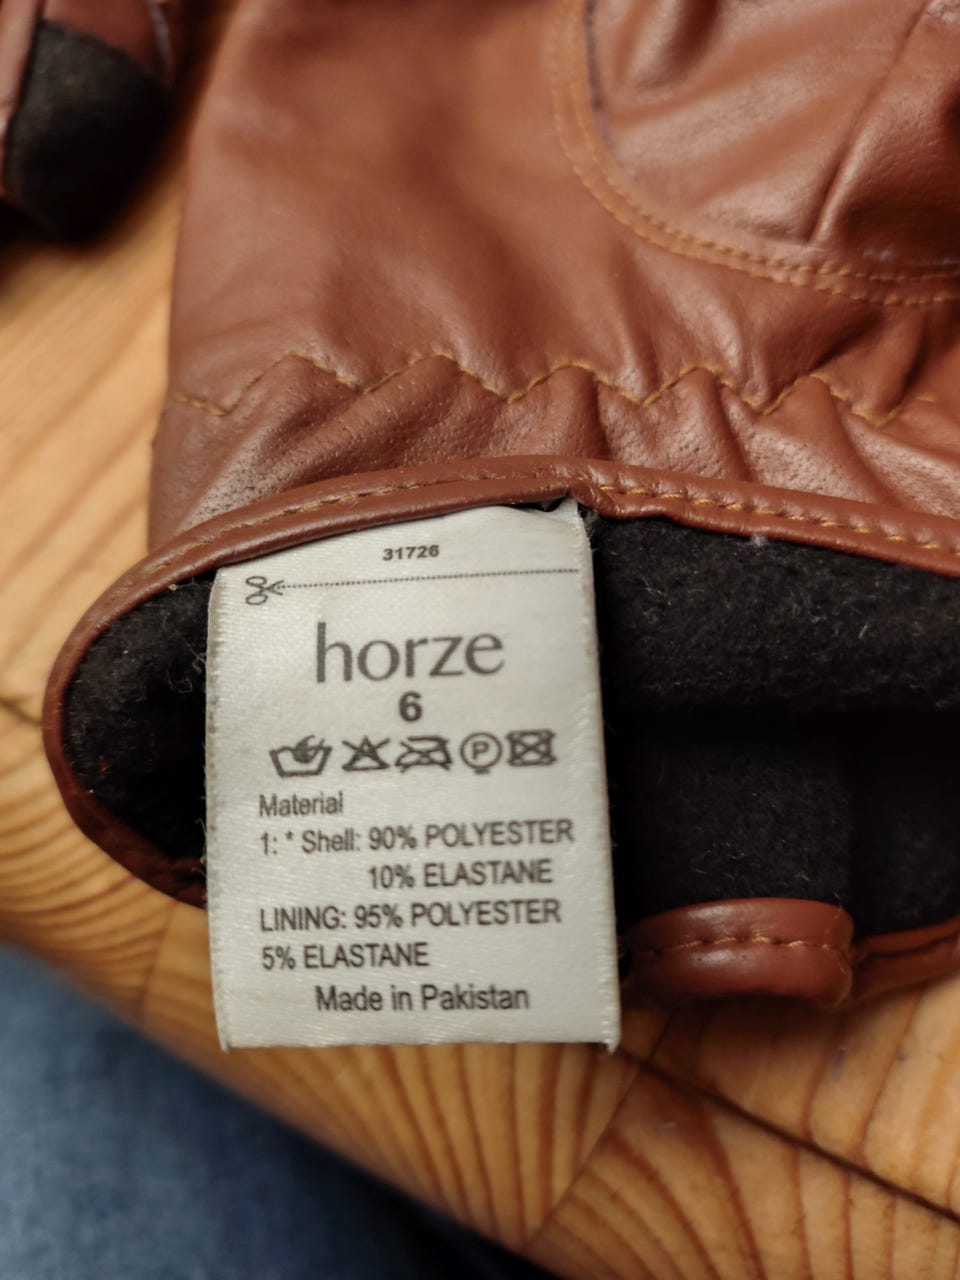 31726
horze
6
P
Material
1: * Shell: 90% POLYESTER
10% ELASTANE
LINING: 95% POLYESTER
5% ELASTANE
Made in Pakistan